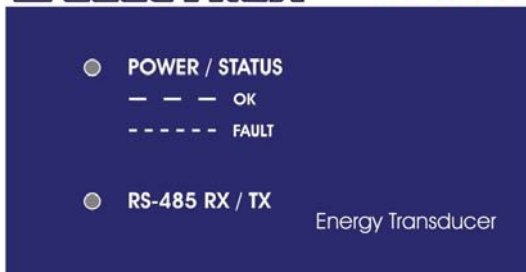 POWER / STATUS
— — — OK
------ FAULT
RS-485 RX / TX
Energy Transducer